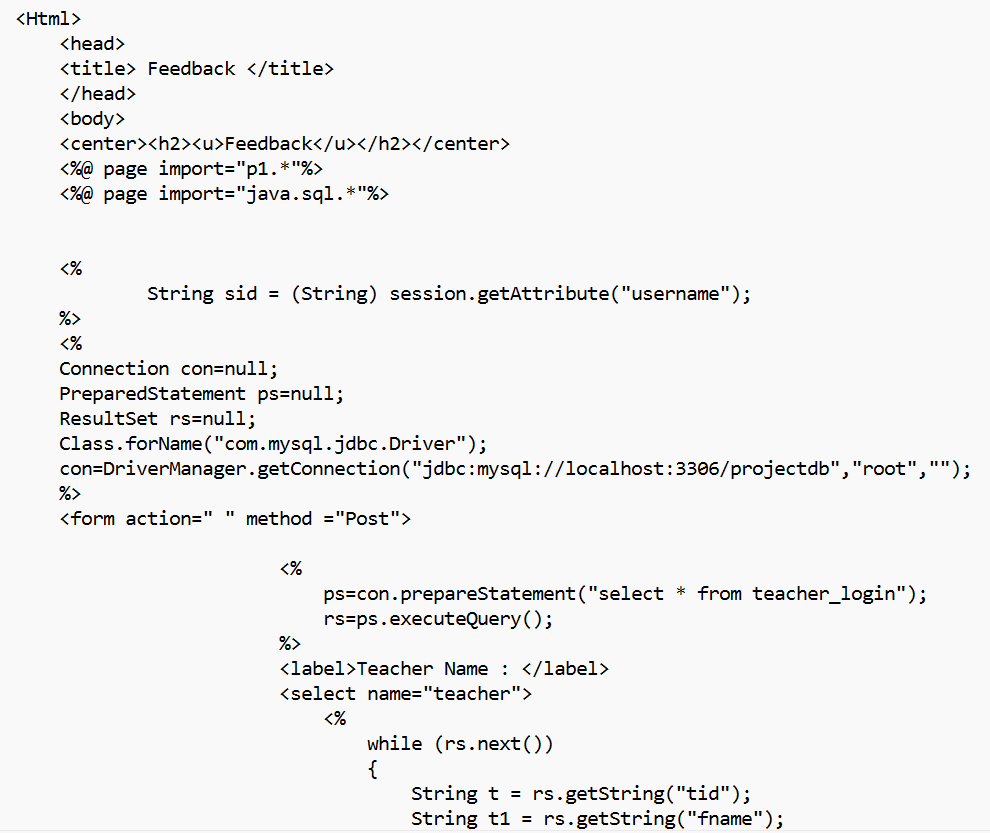 <Html>
<head>
<title> Feedback </title>
</head>
<body>
<center><h2><u>Feedback</u></h2></center>
<%@ page import="p1.*"%>
<%@ page import="java.sql.*"%>
<%
String sid = (String) session.getAttribute("username");
%>
<%
Connection con=null;
PreparedStatement ps=null;
ResultSet rs=null;
Class.forName("com.mysql.jdbc.Driver");
con=DriverManager.getConnection("jdbc:mysql://localhost:3306/projectdb","root","");
%>
<form action=" " method ="Post">
<%
ps=con.prepareStatement("select * from teacher_login");
rs=ps.executeQuery();
%>
<label>Teacher Name : </label>
<select name="teacher">
<%
while (rs.next())
{
String t = rs.getString("tid");
String t1 = rs.getString("fname");